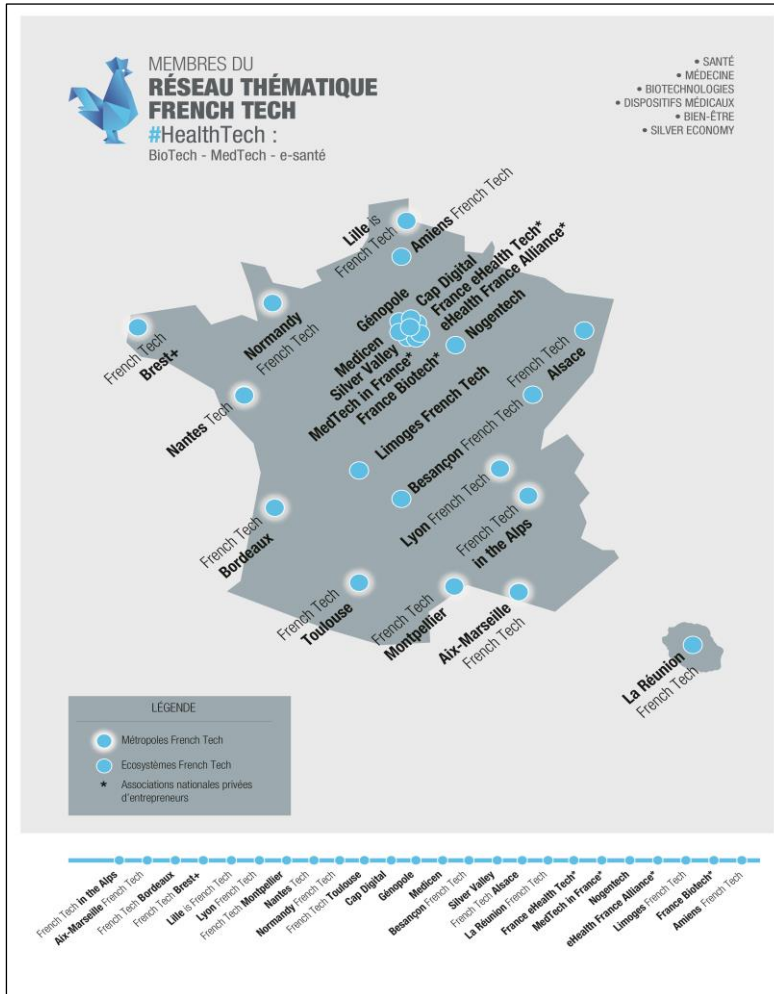 MEMBRES DU
RÉSEAU THÉMATIQUE
FRENCH TECH
#HealthTech :
BioTech - MedTech - e-santé
• SANTÉ
• MÉDECINE
• BIOTECHNOLOGIES
• DISPOSITIFS MÉDICAUX
• BIEN-ÊTRE
• SILVER ECONOMY
Lille is
French Tech
Amiens French Tech
Cap Digital
France eHealth Tech*
eHealth France Alliance*
Génopole
Nogentech
Medicen
Silver Valley
MedTech in France*
France Biotech*
Normandy
French Tech
French Tech
Brest+
Nantes Tech
French Tech
Alsace
Limoges French Tech
Besançon French Tech
Lyon French Tech
French Tech
in the Alps
French Tech
Bordeaux
French Tech
Toulouse
French Tech
Montpellier
Aix-Marseille
French Tech
La Réunion
French Tech
LÉGENDE
Métropoles French Tech
Ecosystèmes French Tech
* Associations nationales privées
d'entrepreneurs
French Tech in the Alps
Aix-Marseille French Tech
French Tech Bordeaux
French Tech Brest+
Lille is French Tech
Lyon French Tech
French Tech Montpellier
Nantes Tech
Normandy French Tech
French Tech Toulouse
Cap Digital
Génopole
Medicen
Besançon French Tech
Silver Valley
French Tech Alsace
La Réunion French Tech
France eHealth Tech*
MedTech in France*
Nogentech
eHealth France Alliance*
Limoges French Tech
France Biotech*
Amiens French Tech